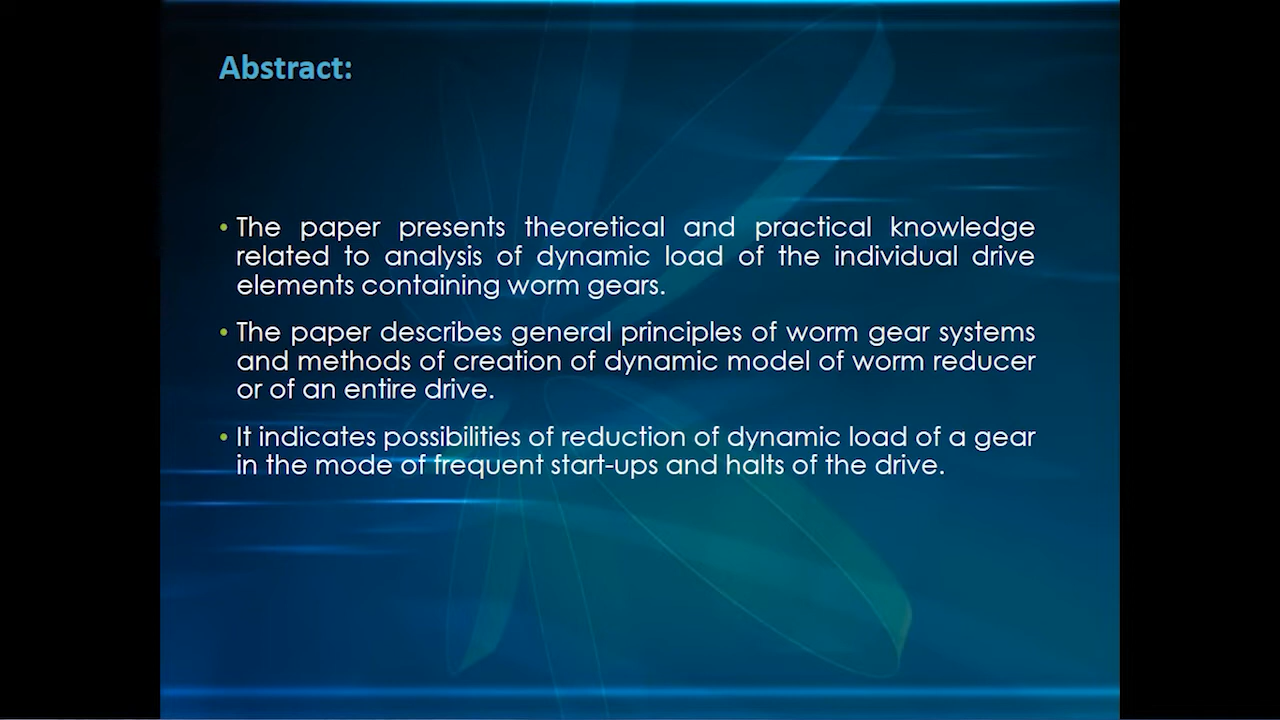 Abstract:
• The paper presents theoretical and practical knowledge
related to analysis of dynamic load of the individual drive
elements containing worm gears.
• The paper describes general principles of worm gear systems
and methods of creation of dynamic model of worm reducer
or of an entire drive.
• It indicates possibilities of reduction of dynamic load of a gear
in the mode of frequent start-ups and halts of the drive.